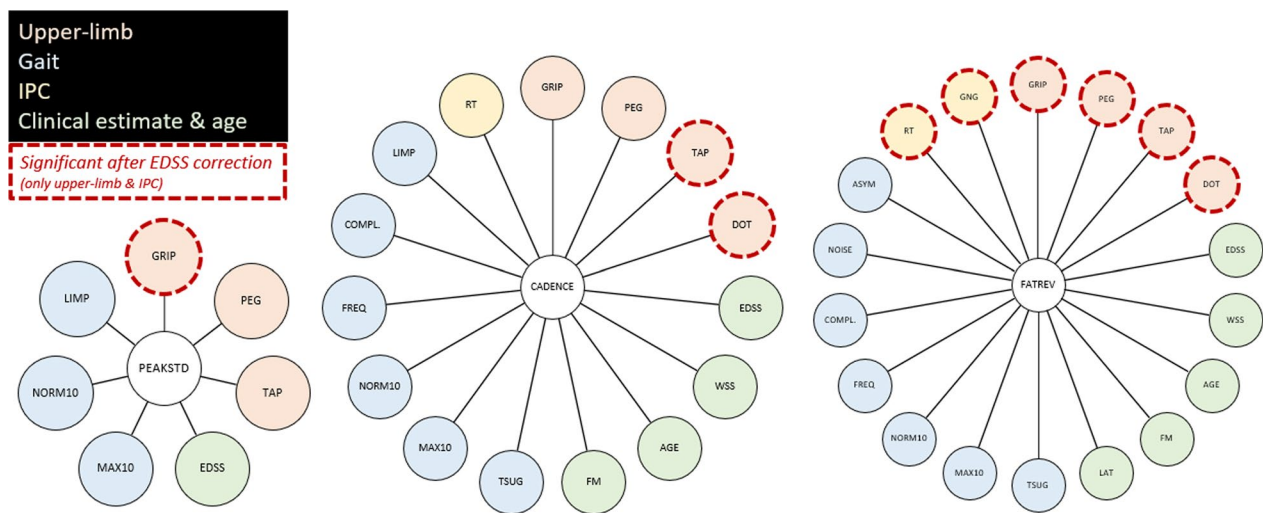 Upper-limb
Gait
IPC
Clinical estimate & age
Significant after EDSS correction
(only upper-limb & IPC)
GRIP
PEG
TAP
EDSS
MAX10
NORM10
LIMP
PEAKSTD
GRIP
PEG
TAP
DOT
EDSS
WSS
AGE
FM
TSUG
MAX10
NORM10
FREQ
COMPL.
LIMP
RT
CADENCE
GRIP
PEG
TAP
DOT
EDSS
WSS
AGE
FM
LAT
TSUG
MAX10
NORM10
FREQ
COMPL.
NOISE
ASYM
RT
GNG
FATREV